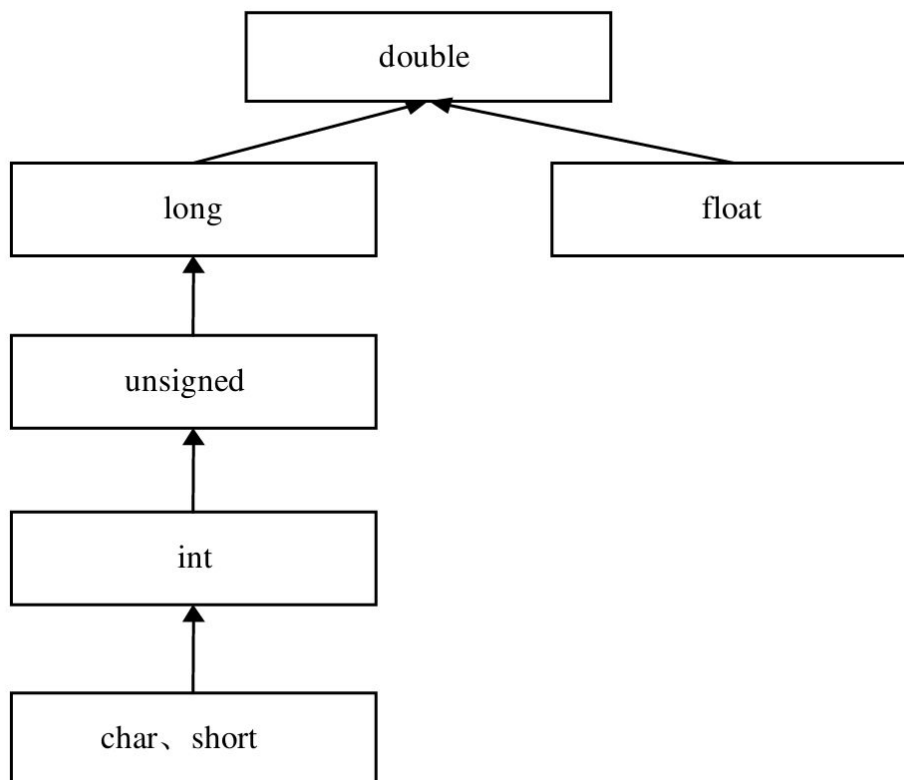 double
long
float
unsigned
int
char、short